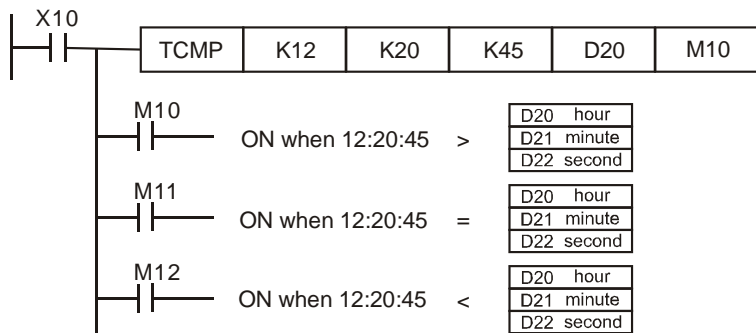 X10
TCMP K12 K20 K45 D20 M10
M10
ON when 12:20:45 >
D20 hour
D21 minute
D22 second
M11
ON when 12:20:45 =
D20 hour
D21 minute
D22 second
M12
ON when 12:20:45 <
D20 hour
D21 minute
D22 second